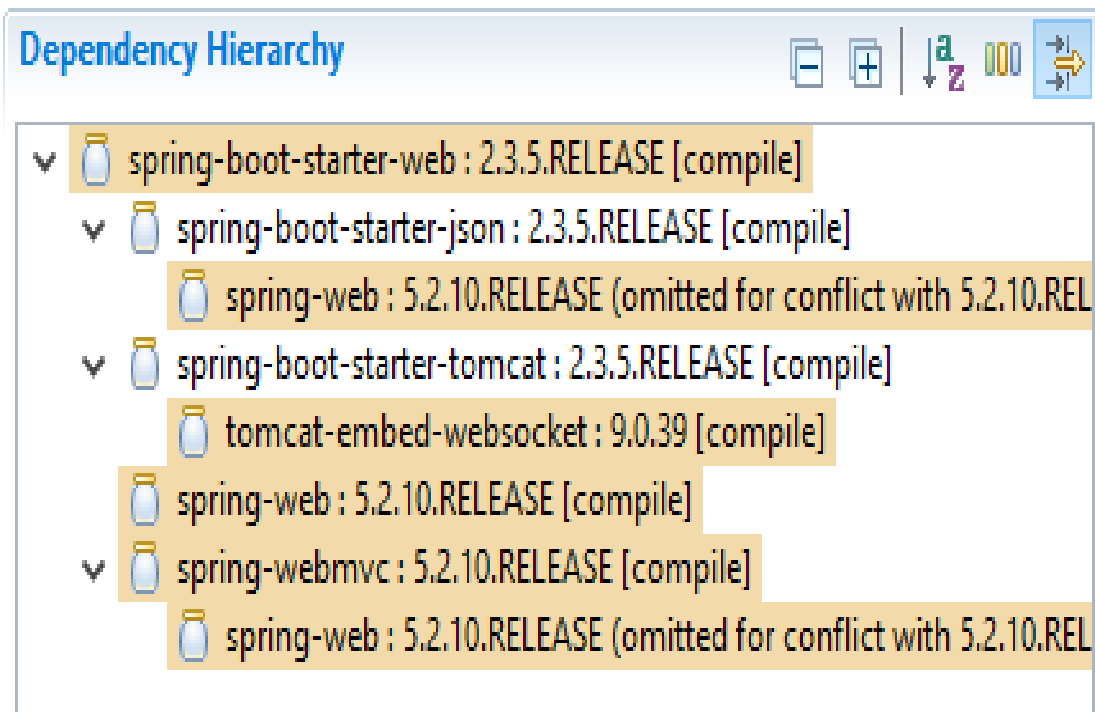 Dependency Hierarchy
a
z
spring-boot-starter-web : 2.3.5.RELEASE [compile]
spring-boot-starter-json : 2.3.5.RELEASE [compile]
spring-web : 5.2.10.RELEASE (omitted for conflict with 5.2.10.REL
spring-boot-starter-tomcat : 2.3.5.RELEASE [compile]
tomcat-embed-websocket : 9.0.39 [compile]
spring-web : 5.2.10.RELEASE [compile]
spring-webmvc : 5.2.10.RELEASE [compile]
spring-web : 5.2.10.RELEASE (omitted for conflict with 5.2.10.REL